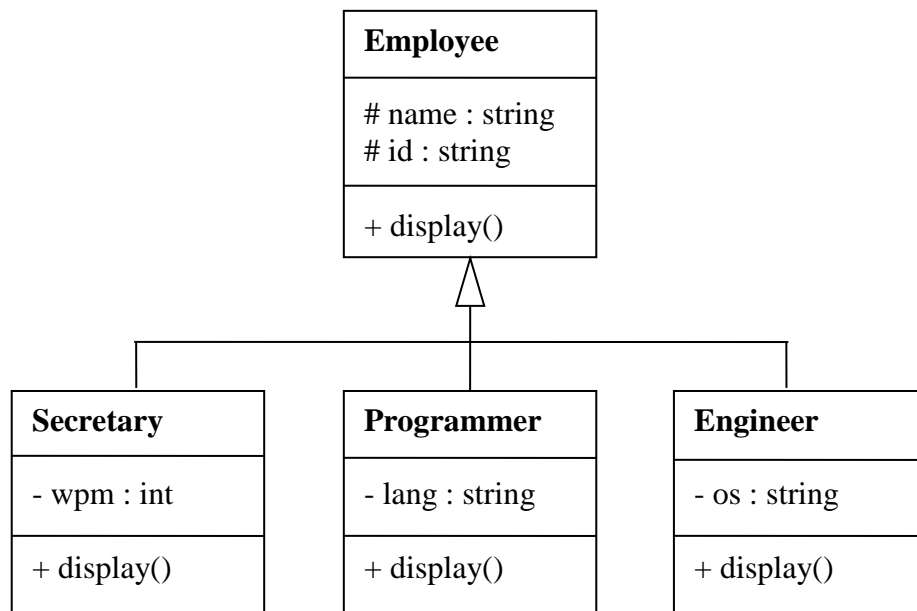 Employee
# name : string
# id : string
+ display()
Secretary
- wpm : int
+ display()
Programmer
- lang : string
+ display()
Engineer
- os : string
+ display()